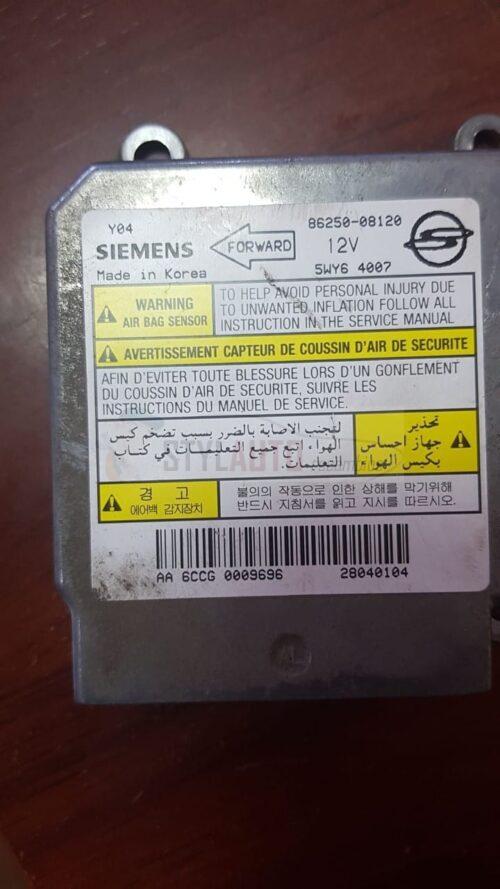 Y04
86250-08120
SIEMENS
FORWARD
12V
Made in Korea
5WY6 4007
WARNING
AIR BAG SENSOR
TO HELP AVOID PERSONAL INJURY DUE
TO UNWANTED INFLATION FOLLOW ALL
INSTRUCTION IN THE SERVICE MANUAL
AVERTISSEMENT CAPTEUR DE COUSSIN D'AIR DE SECURITE
AFIN D'EVITER TOUTE BLESSURE LORS D'UN GONFLEMENT
DU COUSSIN D'AIR DE SECURITE, SUIVRE LES
INSTRUCTIONS DU MANUEL DE SERVICE.
تحذير
جهاز احساس
بكيس الهواء
لتجنب الاصابة بالضرر بسبب تضخم كيس
الهواء اتبع جميع التعليمات في كتاب
التعليمات.
STYLAUTO
경 고
에어백 감지장치
불의의 작동으로 인한 상해를 막기위해
반드시 지침서를 읽고 지시를 따르십시오.
AA 6CCG 0009696
28040104